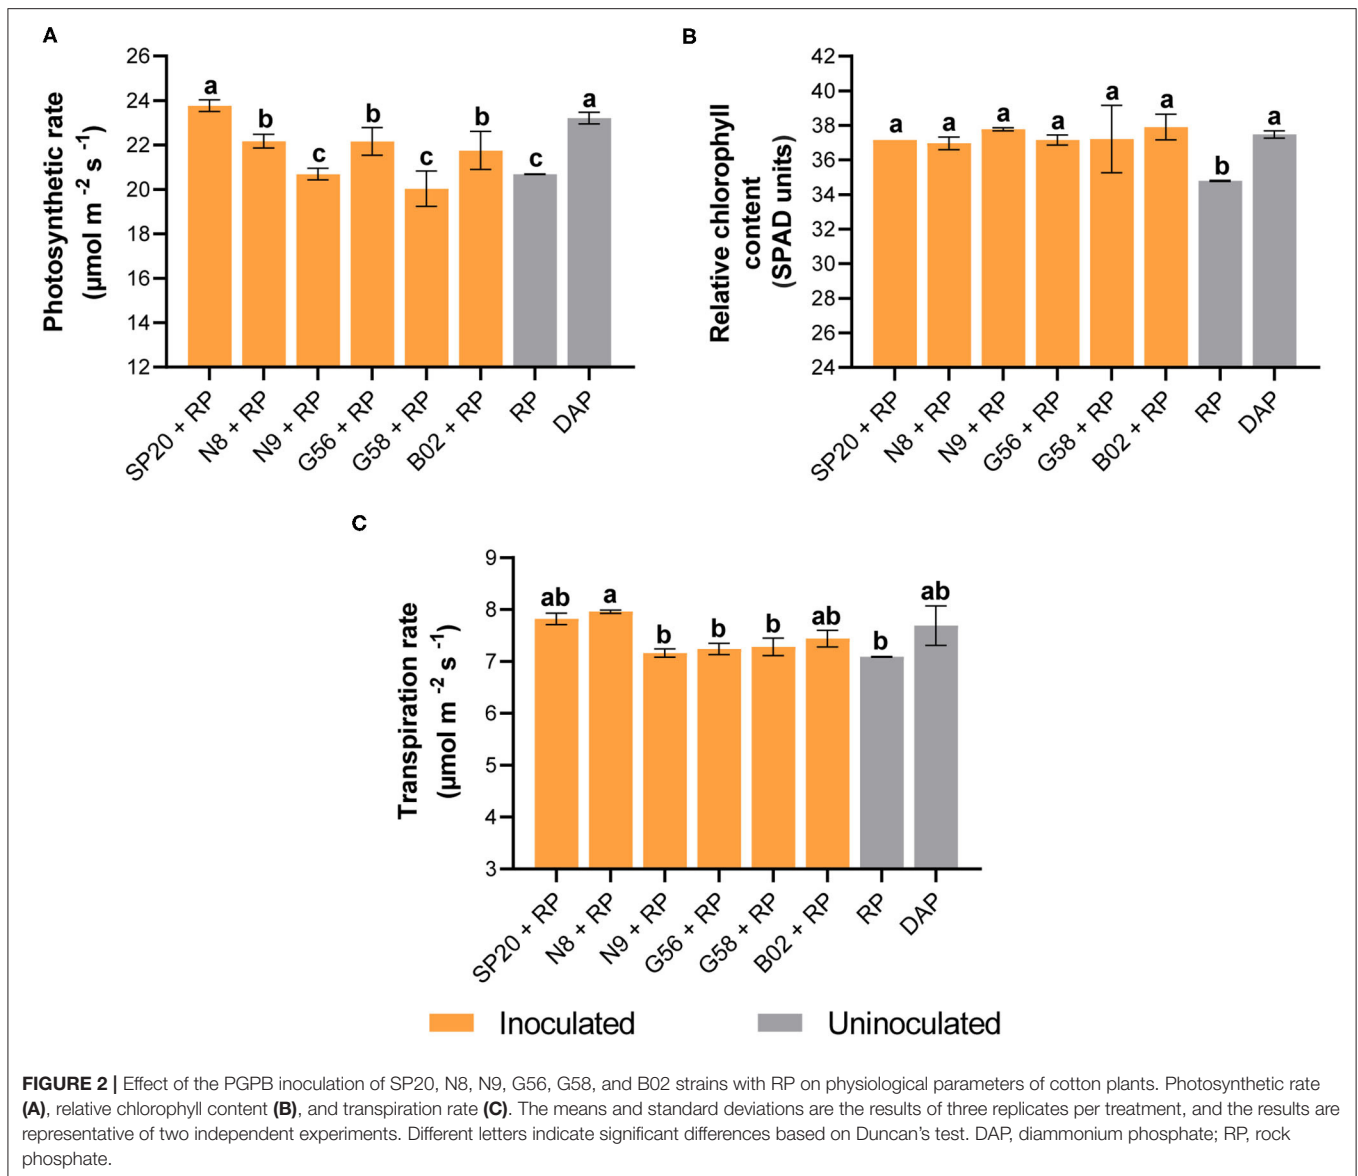 A
Photosynthetic rate
(µmol m -2 s -1)
26
24
22
20
18
16
14
12
a
b
c
b
c
b
c
a
SP20 + RP
N8 + RP
N9 + RP
G56 + RP
G58 + RP
B02 + RP
RP
DAP
B
Relative chlorophyll
content
(SPAD units)
42
40
38
36
34
32
30
28
26
24
a
a
a
a
a
a
b
a
SP20 + RP
N8 + RP
N9 + RP
G56 + RP
G58 + RP
B02 + RP
RP
DAP
C
Transpiration rate
(µmol m -2 s -1)
9
8
7
6
5
4
3
ab
a
b
b
b
ab
b
ab
SP20 + RP
N8 + RP
N9 + RP
G56 + RP
G58 + RP
B02 + RP
RP
DAP
Inoculated
Uninoculated
FIGURE 2 | Effect of the PGPB inoculation of SP20, N8, N9, G56, G58, and B02 strains with RP on physiological parameters of cotton plants. Photosynthetic rate
(A), relative chlorophyll content (B), and transpiration rate (C). The means and standard deviations are the results of three replicates per treatment, and the results are
representative of two independent experiments. Different letters indicate significant differences based on Duncan's test. DAP, diammonium phosphate; RP, rock
phosphate.